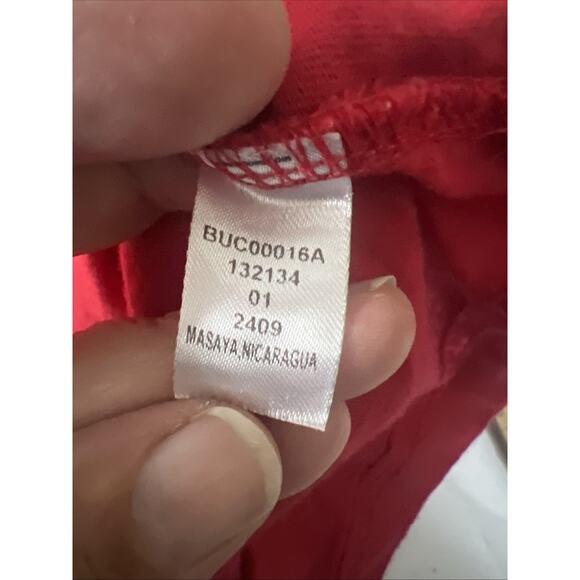 BUC00016A
132134
01
2409
MASAYA,NICARAGUA